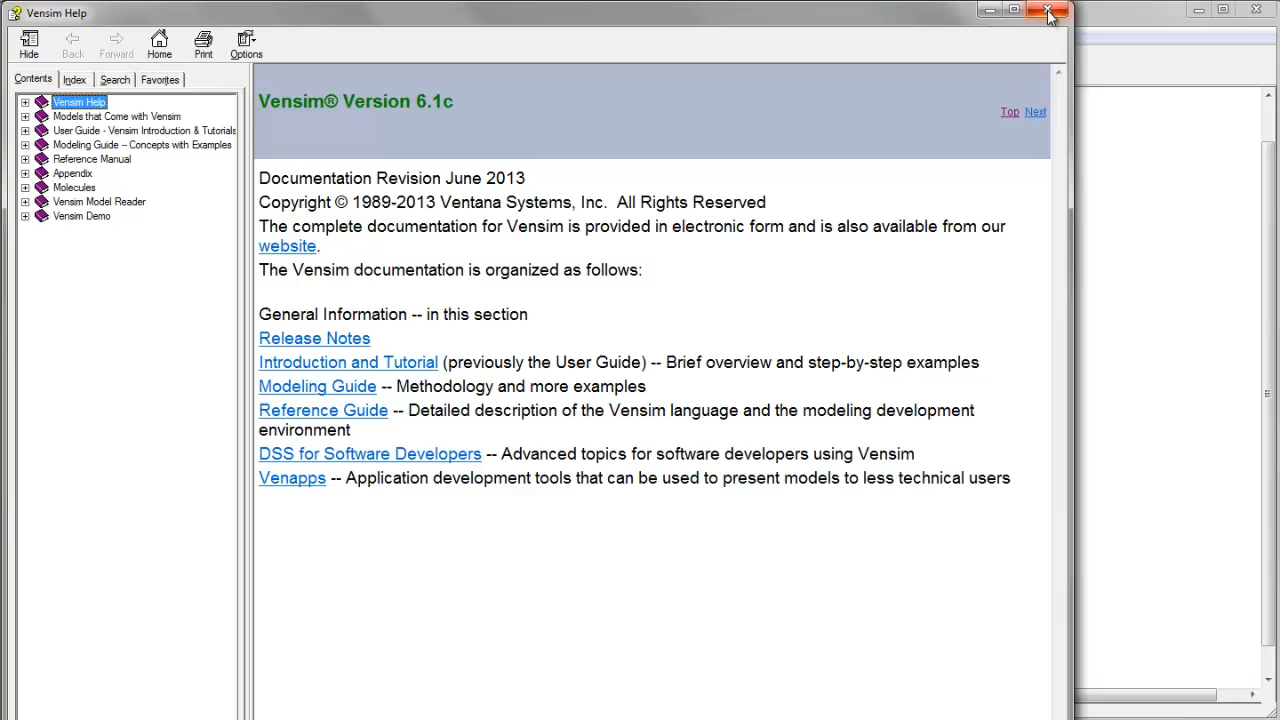 Vensim Help
Hide Back Forward Home Print Options
Contents Index Search Favorites
Vensim Help
Models that Come with Vensim
User Guide - Vensim Introduction & Tutorials
Modeling Guide – Concepts with Examples
Reference Manual
Appendix
Molecules
Vensim Model Reader
Vensim Demo
Vensim® Version 6.1c
Top Next
Documentation Revision June 2013
Copyright © 1989-2013 Ventana Systems, Inc. All Rights Reserved
The complete documentation for Vensim is provided in electronic form and is also available from our
website.
The Vensim documentation is organized as follows:
General Information -- in this section
Release Notes
Introduction and Tutorial (previously the User Guide) -- Brief overview and step-by-step examples
Modeling Guide -- Methodology and more examples
Reference Guide -- Detailed description of the Vensim language and the modeling development
environment
DSS for Software Developers -- Advanced topics for software developers using Vensim
Venapps -- Application development tools that can be used to present models to less technical users